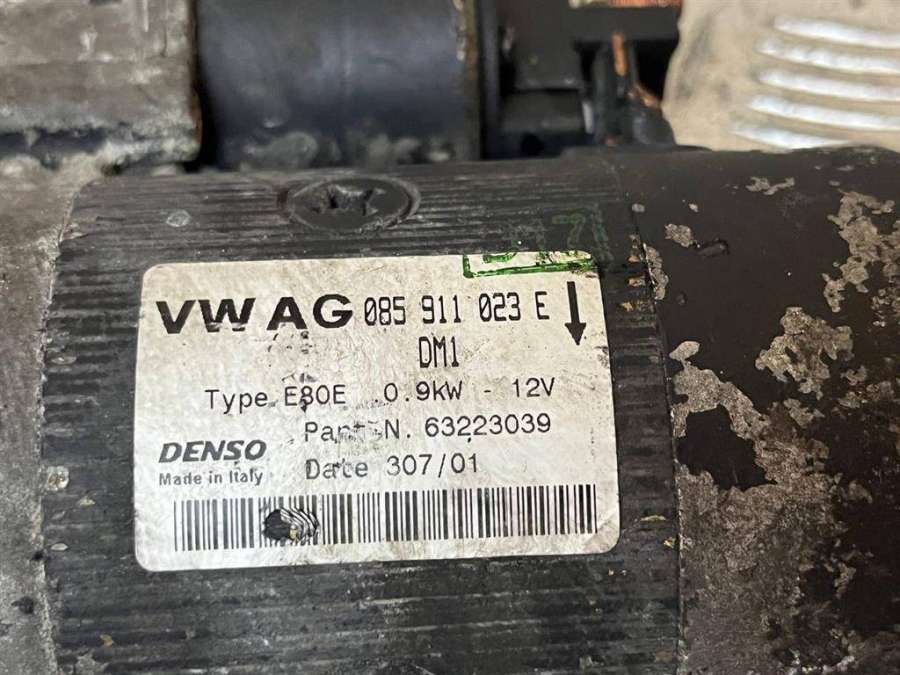 VW AG 085 911 023 E
DM1
Type E80E 0.9kW - 12V
Part N. 63223039
DENSO
Made in Italy
Date 307/01